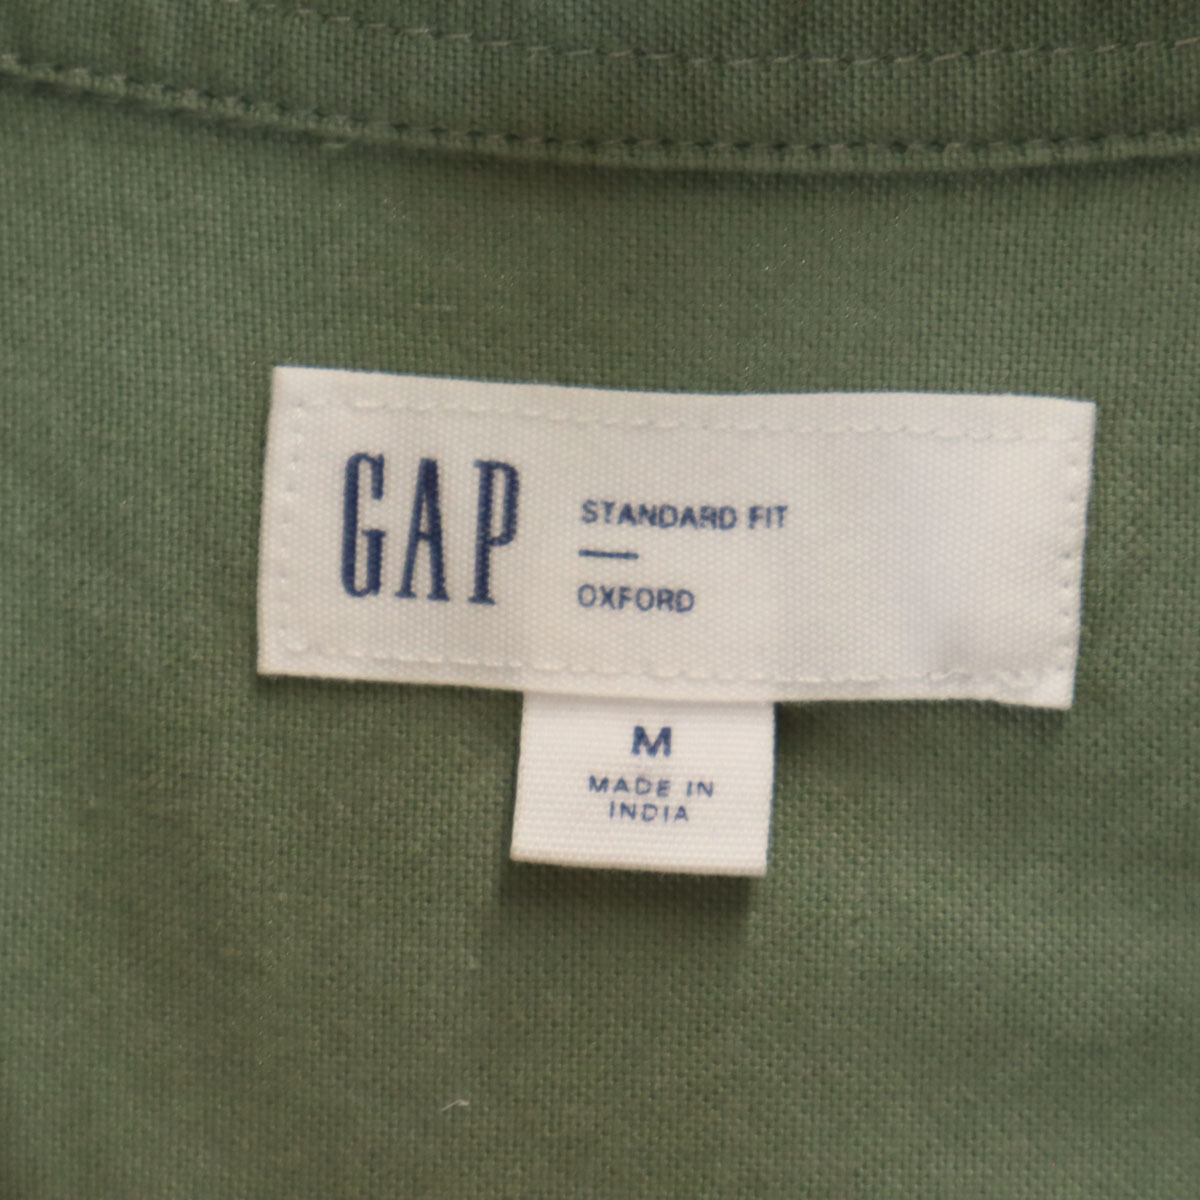 GAP
STANDARD FIT
OXFORD
M
MADE IN
INDIA